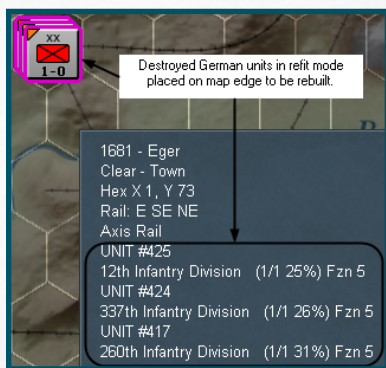 xx
1-0
Destroyed German units in refit mode
placed on map edge to be rebuilt.
1681 - Eger
Clear - Town
Hex X 1, Y 73
Rail: E SE NE
Axis Rail
UNIT #425
12th Infantry Division (1/1 25%) Fzn 5
UNIT #424
337th Infantry Division (1/1 26%) Fzn 5
UNIT #417
260th Infantry Division (1/1 31%) Fzn 5